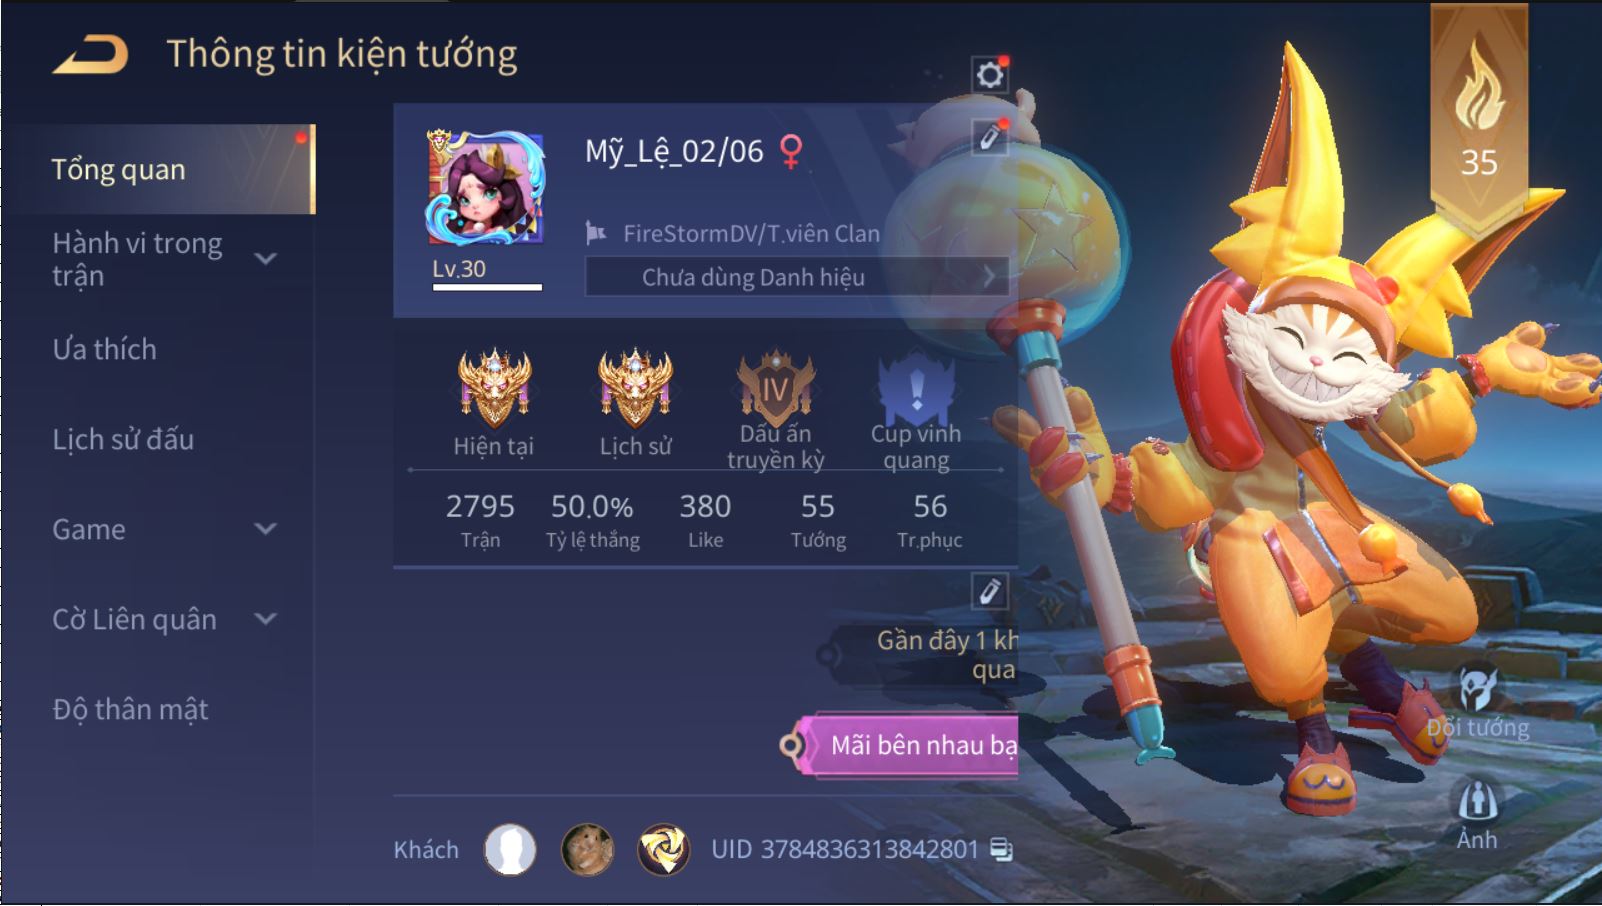 Thông tin kiện tướng
35
Tổng quan
Hành vi trong
trận
Ưa thích
Lịch sử đấu
Game
Cờ Liên quân
Độ thân mật
Mỹ_Lệ_02/06
FireStormDV/T.viên Clan
Lv.30
Chưa dùng Danh hiệu
IV
Hiện tại
Lịch sử
Dấu ấn
truyền kỳ
Cup vinh
quang
2795
50.0%
380
55
56
Trận
Tỷ lệ thắng
Like
Tướng
Tr.phục
Gần đây 1 kh
qua
Mãi bên nhau bạ
Đổi tướng
Ảnh
Khách
UID 3784836313842801